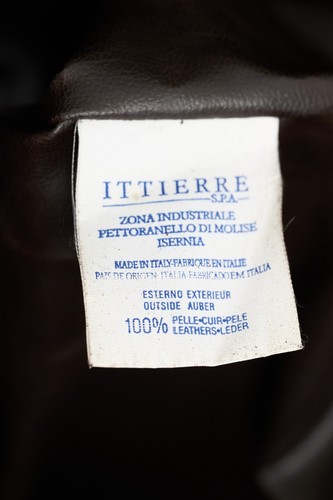 ITTIERRE
S.P.A.
ZONA INDUSTRIALE
PETTORANELLO DI MOLISE
ISERNIA
MADE IN ITALY-FABRIQUE EN ITALIE
PAIS DE ORIGEN-ITALIA-FABRICADO EM ITALIA
ESTERNO EXTERIEUR
OUTSIDE AUBER
100% PELLE•CUIR•PELE
LEATHERS•LEDER